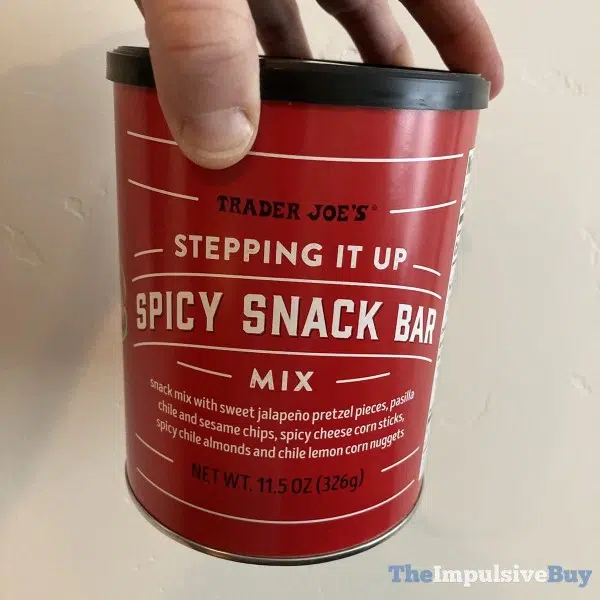 TRADER JOE'S®
STEPPING IT UP
SPICY SNACK BAR
MIX
snack mix with sweet jalapeño pretzel pieces, pasilla
chile and sesame chips, spicy cheese corn sticks,
spicy chile almonds and chile lemon corn nuggets
NET WT. 11.5 OZ (326g)
TheImpulsiveBuy